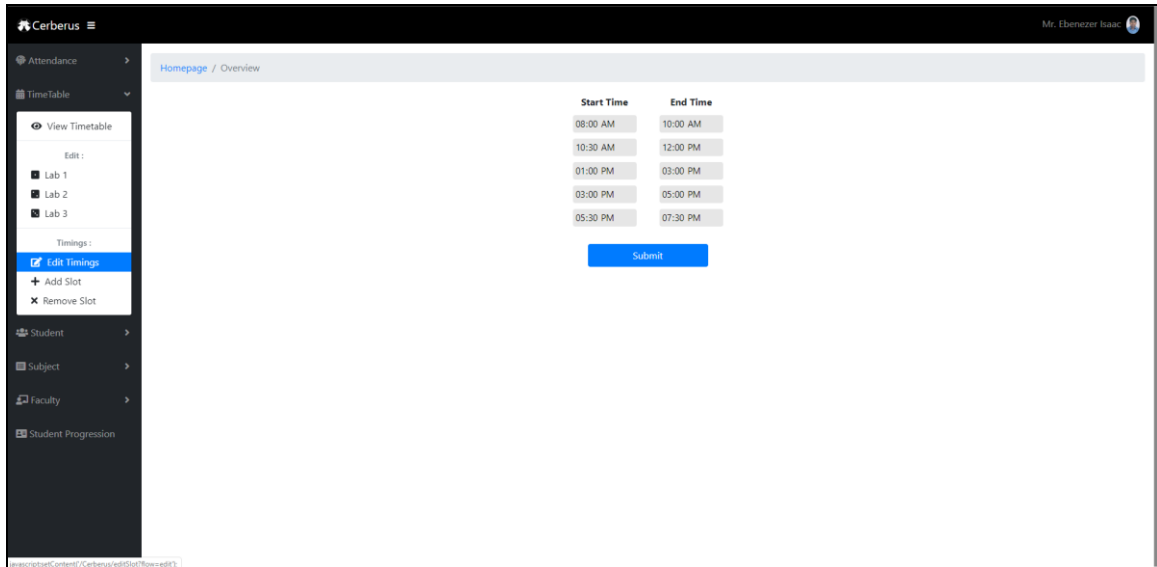 Cerberus
Mr. Ebenezer Isaac
Attendance
Homepage / Overview
TimeTable
View Timetable
Edit :
Lab 1
Lab 2
Lab 3
Timings :
Edit Timings
Add Slot
Remove Slot
Student
Subject
Faculty
Student Progression
Start Time End Time
08:00 AM 10:00 AM
10:30 AM 12:00 PM
01:00 PM 03:00 PM
03:00 PM 05:00 PM
05:30 PM 07:30 PM
Submit
javascript:setContent('/Cerberus/editSlot?flow=edit');